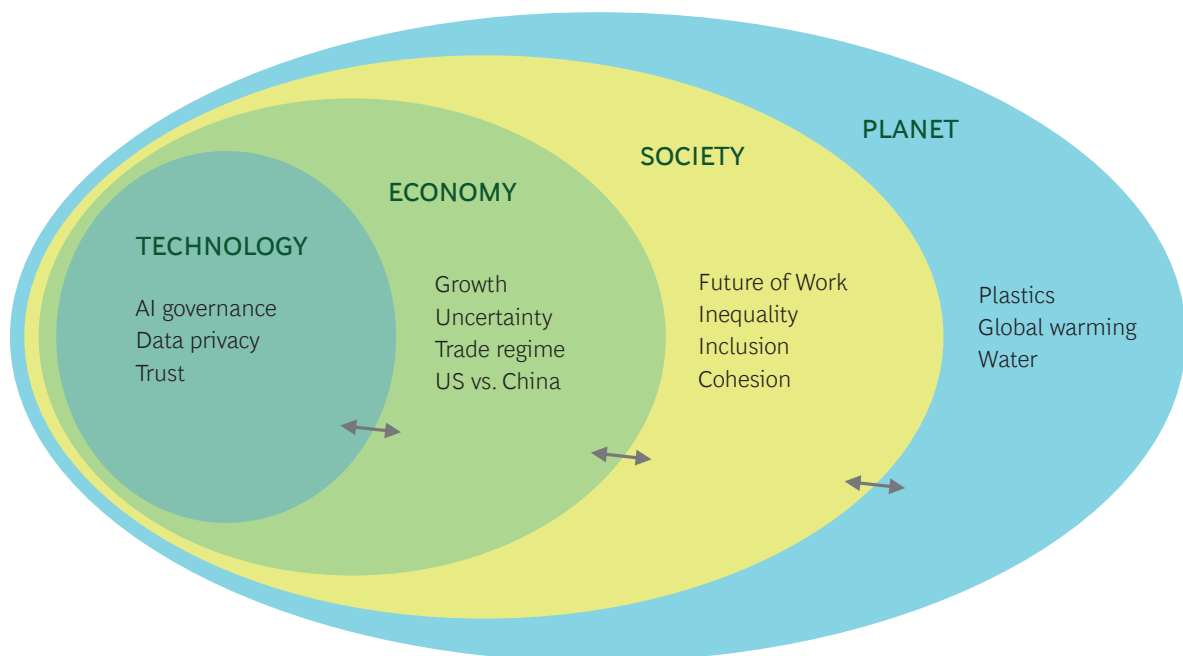 TECHNOLOGY
AI governance
Data privacy
Trust
ECONOMY
Growth
Uncertainty
Trade regime
US vs. China
SOCIETY
Future of Work
Inequality
Inclusion
Cohesion
PLANET
Plastics
Global warming
Water